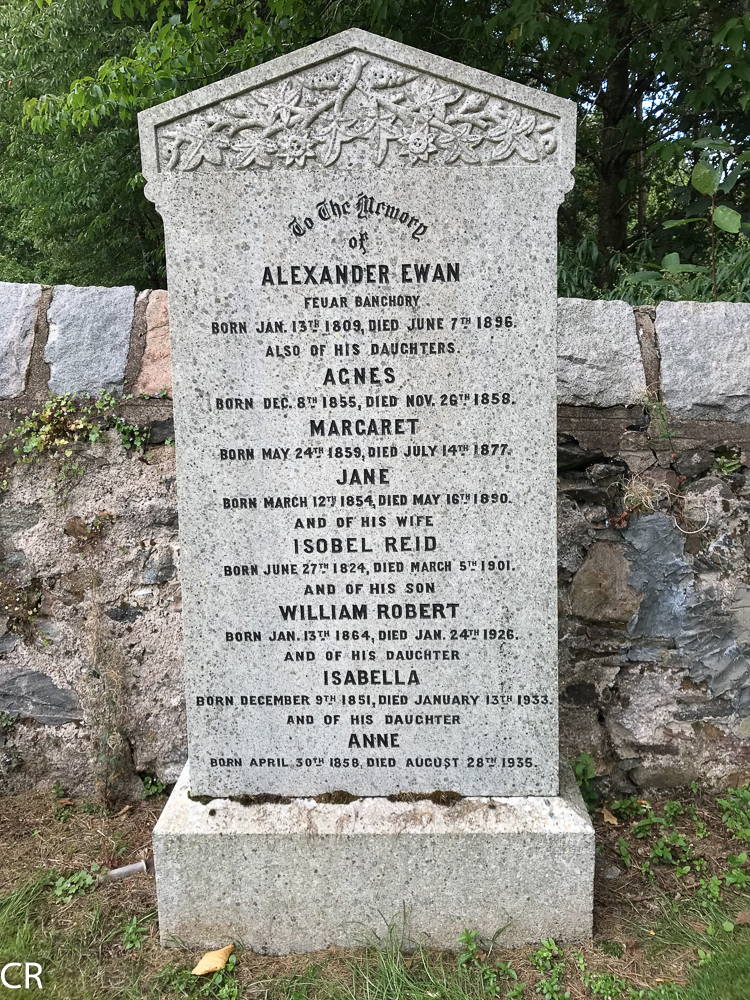 To The Memory
of
ALEXANDER EWAN
FEUAR BANCHORY
BORN JAN. 13TH 1809, DIED JUNE 7TH 1896.
ALSO OF HIS DAUGHTERS.
AGNES
BORN DEC. 8TH 1855, DIED NOV. 26TH 1858.
MARGARET
BORN MAY 24TH 1859, DIED JULY 14TH 1877.
JANE
BORN MARCH 12TH 1854, DIED MAY 16TH 1890.
AND OF HIS WIFE
ISOBEL REID
BORN JUNE 27TH 1824, DIED MARCH 5TH 1901.
AND OF HIS SON
WILLIAM ROBERT
BORN JAN. 13TH 1864, DIED JAN. 24TH 1926.
AND OF HIS DAUGHTER
ISABELLA
BORN DECEMBER 9TH 1851, DIED JANUARY 13TH 1933.
AND OF HIS DAUGHTER
ANNE
BORN APRIL 30TH 1858, DIED AUGUST 28TH 1935.
CR